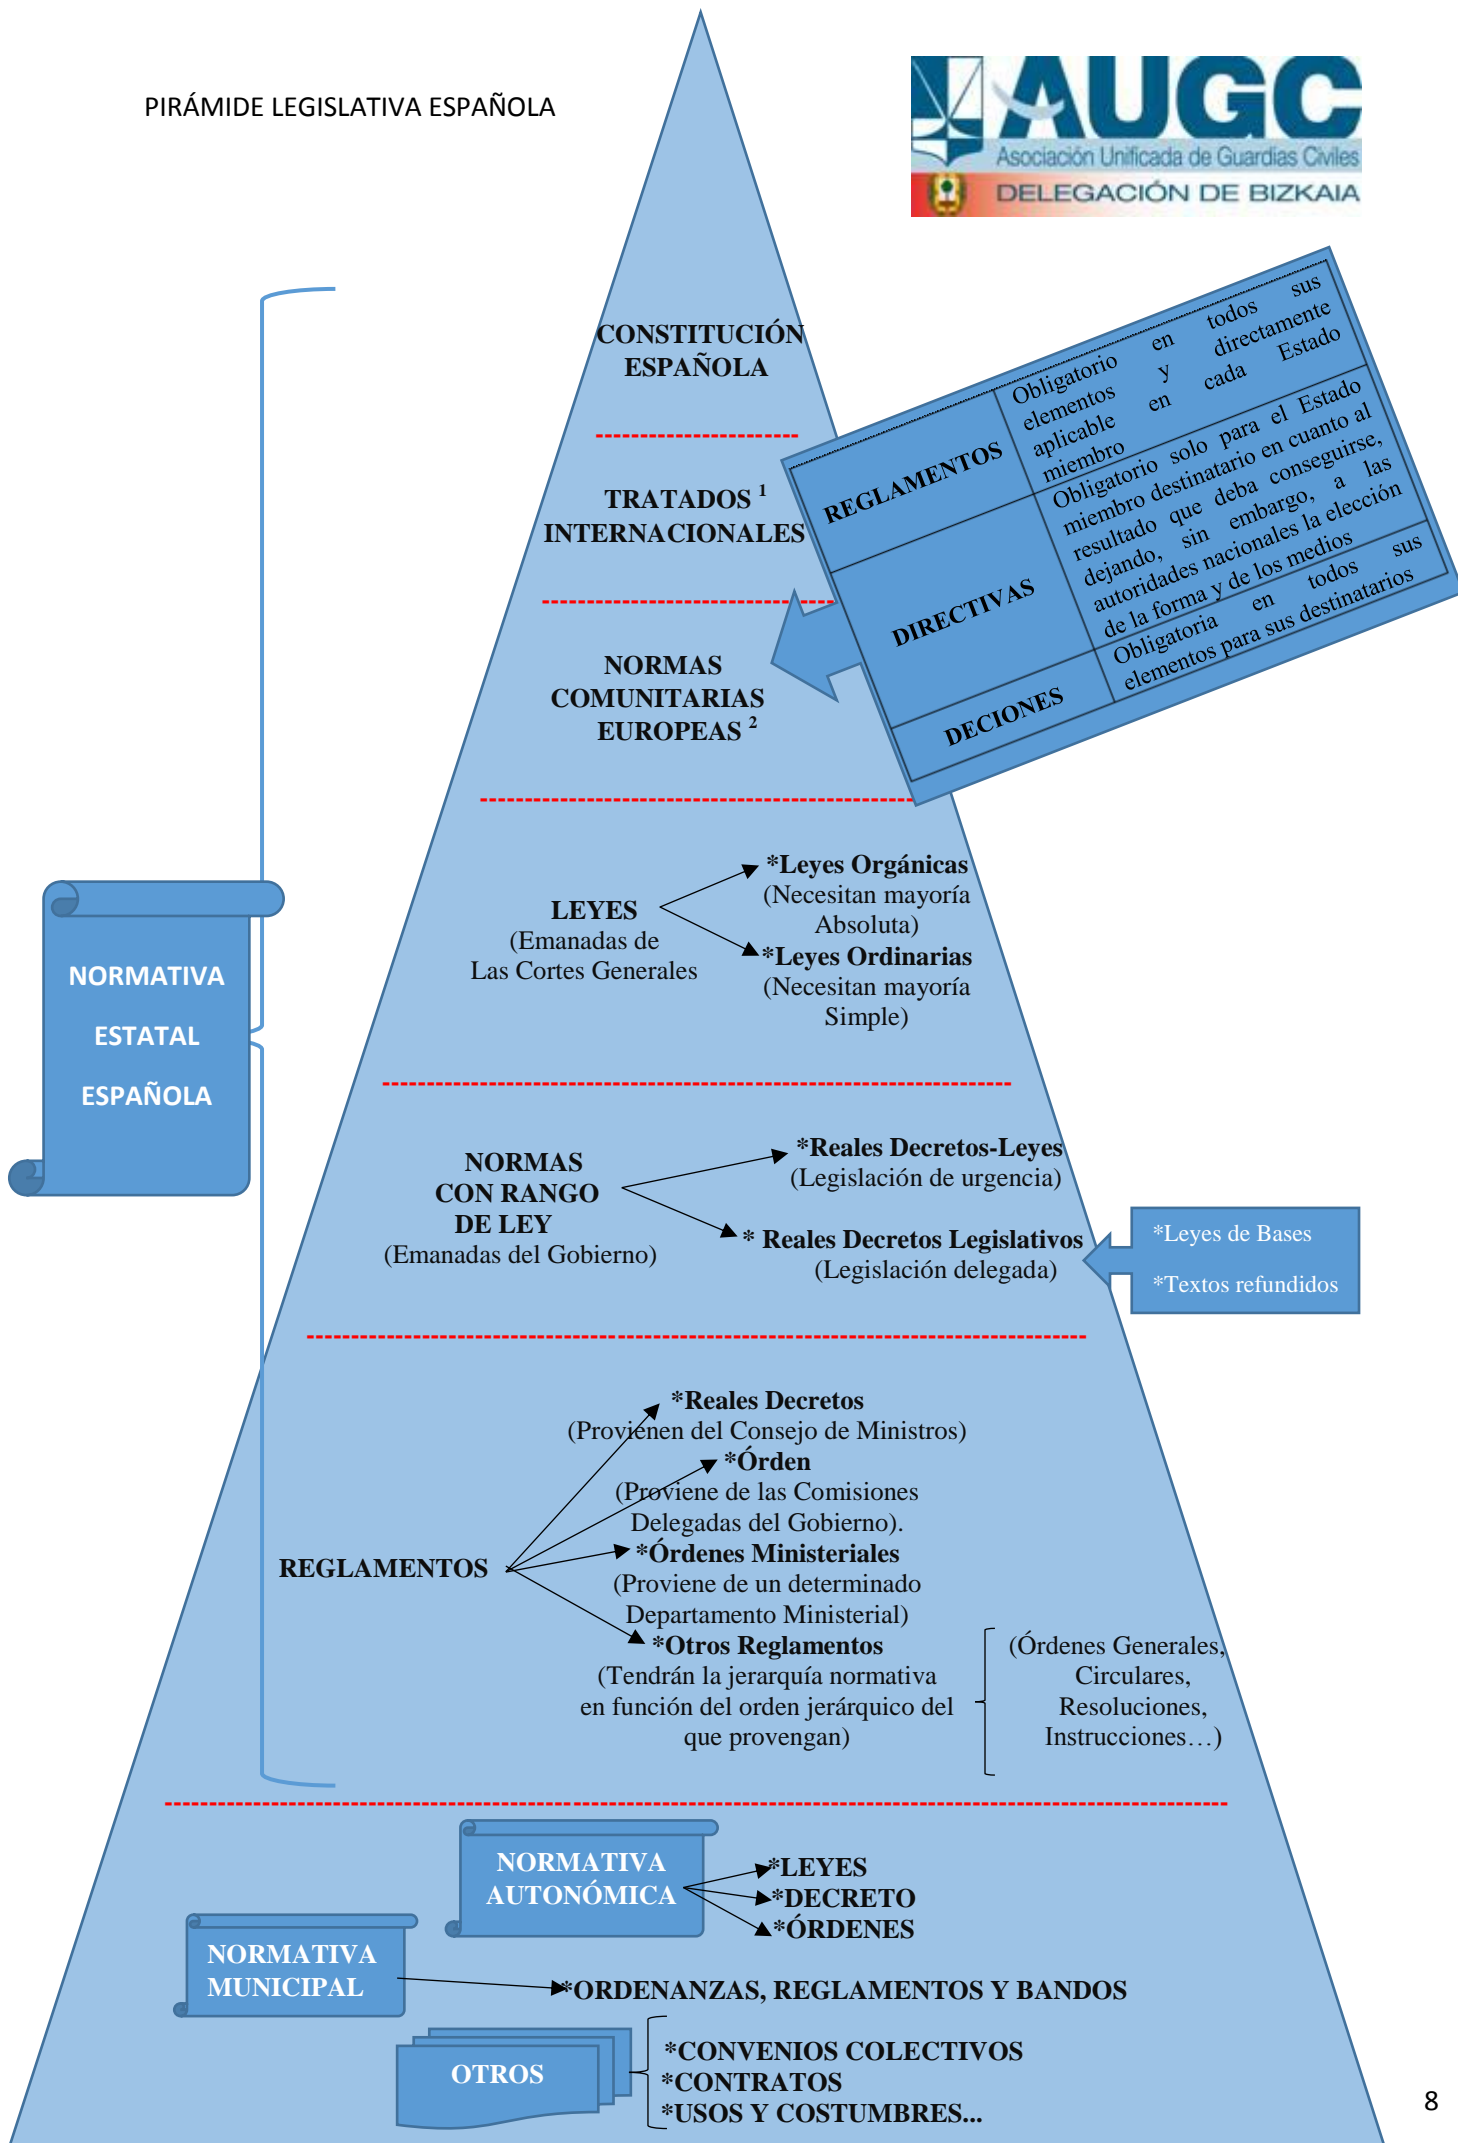 PIRÁMIDE LEGISLATIVA ESPAÑOLA
AUGC
Asociación Unificada de Guardias Civiles
DELEGACIÓN DE BIZKAIA
CONSTITUCIÓN
ESPAÑOLA
TRATADOS 1
INTERNACIONALES
NORMAS
COMUNITARIAS
EUROPEAS 2
REGLAMENTOS
Obligatorio en todos sus
elementos y directamente
aplicable en cada Estado
miembro
DIRECTIVAS
Obligatorio solo para el Estado
miembro destinatario en cuanto al
resultado que deba conseguirse,
dejando, sin embargo, a las
autoridades nacionales la elección
de la forma y de los medios
DECIONES
Obligatoria en todos sus
elementos para sus destinatarios
NORMATIVA
ESTATAL
ESPAÑOLA
LEYES
(Emanadas de
Las Cortes Generales
*Leyes Orgánicas
(Necesitan mayoría
Absoluta)
*Leyes Ordinarias
(Necesitan mayoría
Simple)
NORMAS
CON RANGO
DE LEY
(Emanadas del Gobierno)
*Reales Decretos-Leyes
(Legislación de urgencia)
* Reales Decretos Legislativos
(Legislación delegada)
*Leyes de Bases
*Textos refundidos
REGLAMENTOS
*Reales Decretos
(Provienen del Consejo de Ministros)
*Órden
(Proviene de las Comisiones
Delegadas del Gobierno).
*Órdenes Ministeriales
(Proviene de un determinado
Departamento Ministerial)
*Otros Reglamentos
(Tendrán la jerarquía normativa
en función del orden jerárquico del
que provengan)
(Órdenes Generales,
Circulares,
Resoluciones,
Instrucciones…)
NORMATIVA
AUTONÓMICA
*LEYES
*DECRETO
*ÓRDENES
NORMATIVA
MUNICIPAL
*ORDENANZAS, REGLAMENTOS Y BANDOS
OTROS
*CONVENIOS COLECTIVOS
*CONTRATOS
*USOS Y COSTUMBRES...
8